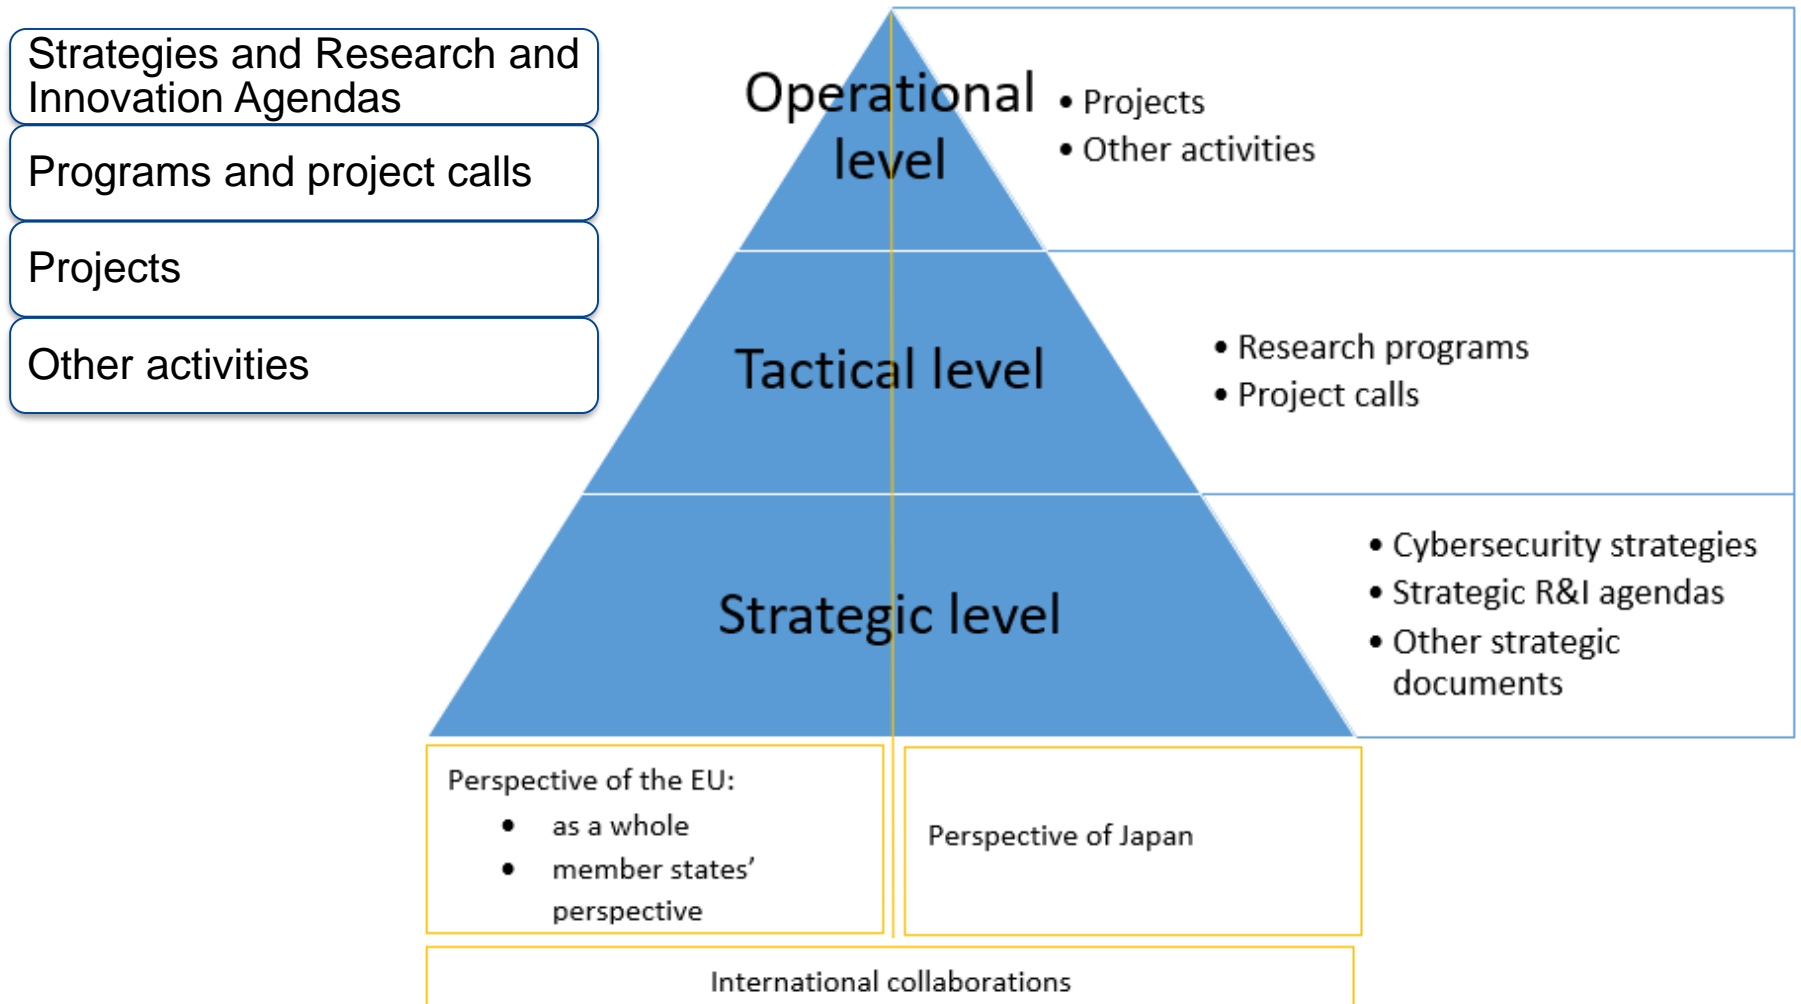 Strategies and Research and
Innovation Agendas
Programs and project calls
Projects
Other activities
Operational
level
• Projects
• Other activities
Tactical level
• Research programs
• Project calls
Strategic level
• Cybersecurity strategies
• Strategic R&I agendas
• Other strategic
documents
Perspective of the EU:
• as a whole
• member states’
perspective
Perspective of Japan
International collaborations